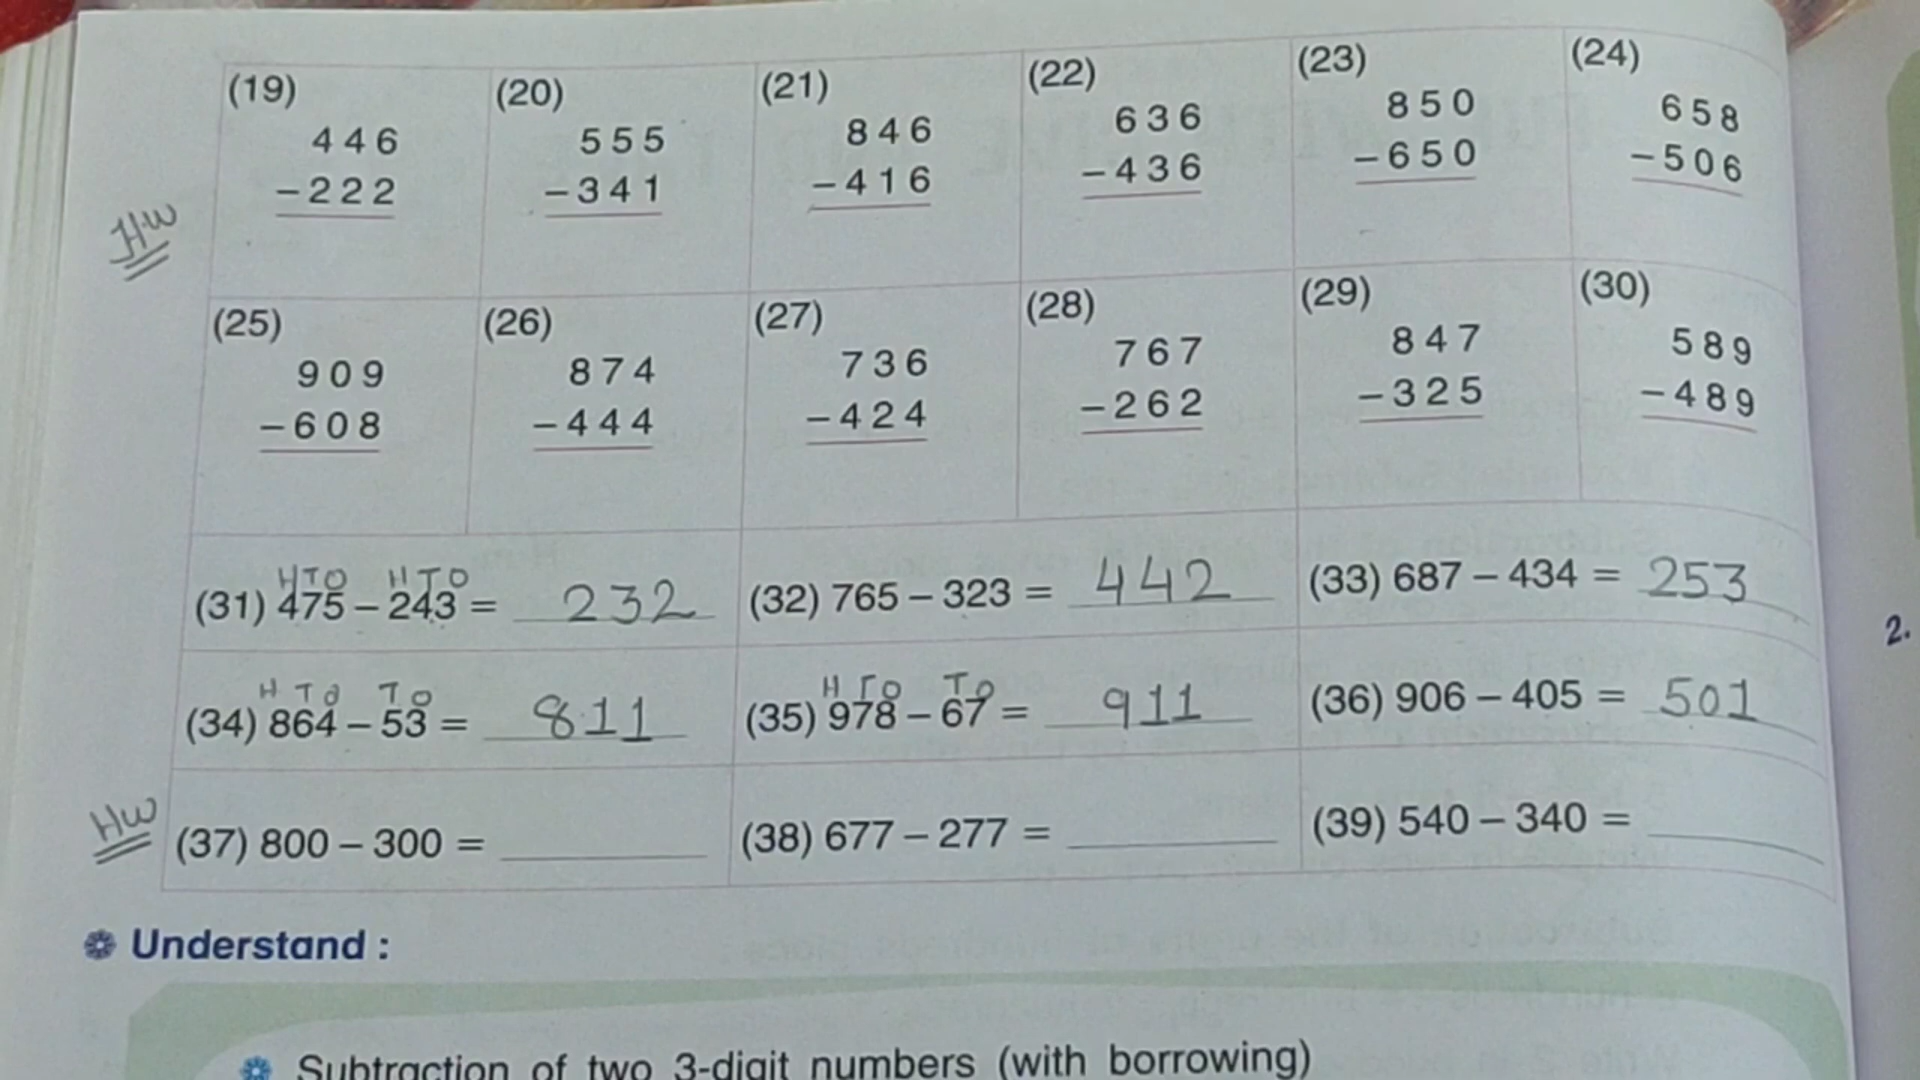 (19) (20) (21) (22) (23) (24)
446 555 846 636 850 658
-222 -341 -416 -436 -650 -506
HW
(25) (26) (27) (28) (29) (30)
909 874 736 767 847 589
-608 -444 -424 -262 -325 -489
HTO HTO
(31) 475 – 243 = 232 (32) 765 – 323 = 442 (33) 687 – 434 = 253
HTO TO HTO TO
(34) 864 – 53 = 811 (35) 978 – 67 = 911 (36) 906 – 405 = 501
HW
(37) 800 – 300 = (38) 677 – 277 = (39) 540 – 340 =
Understand :
Subtraction of two 3-digit numbers (with borrowing)
2.